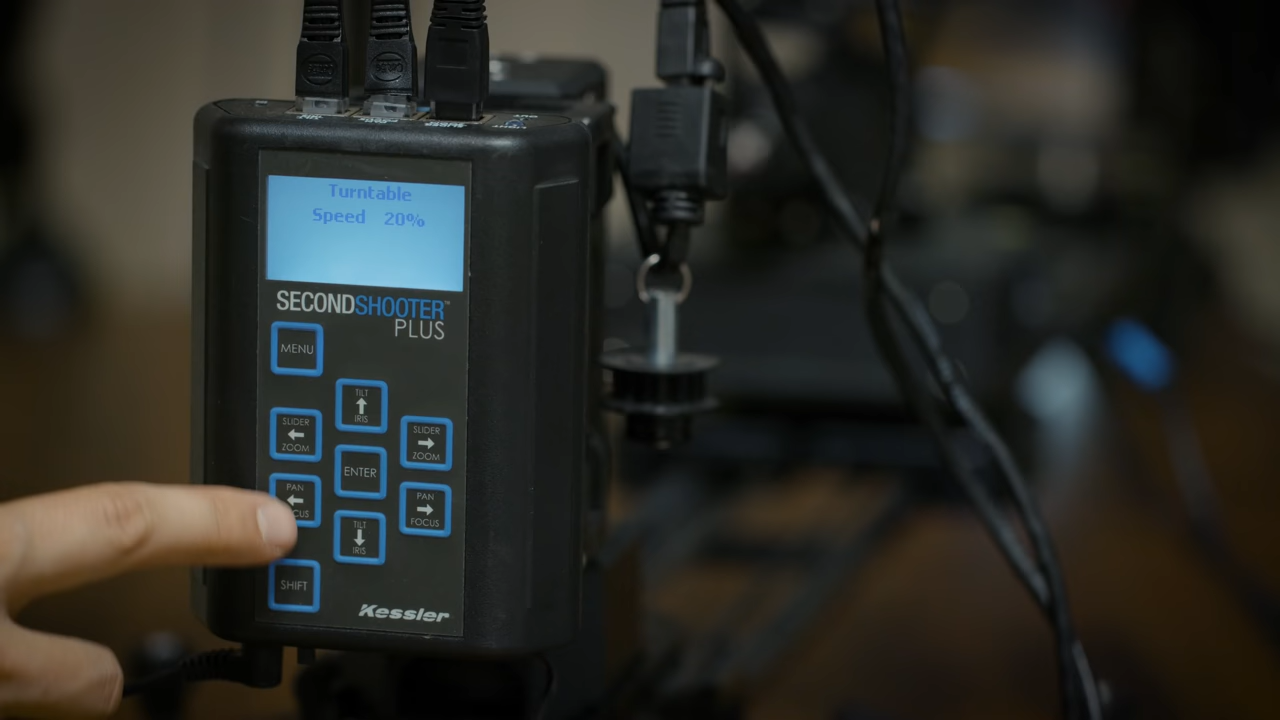 Turntable
Speed 20%
SECONDSHOOTER™
PLUS
MENU
TILT
IRIS
SLIDER
ZOOM
SLIDER
ZOOM
ENTER
PAN
PAN
FOCUS
TILT
IRIS
SHIFT
Kessler